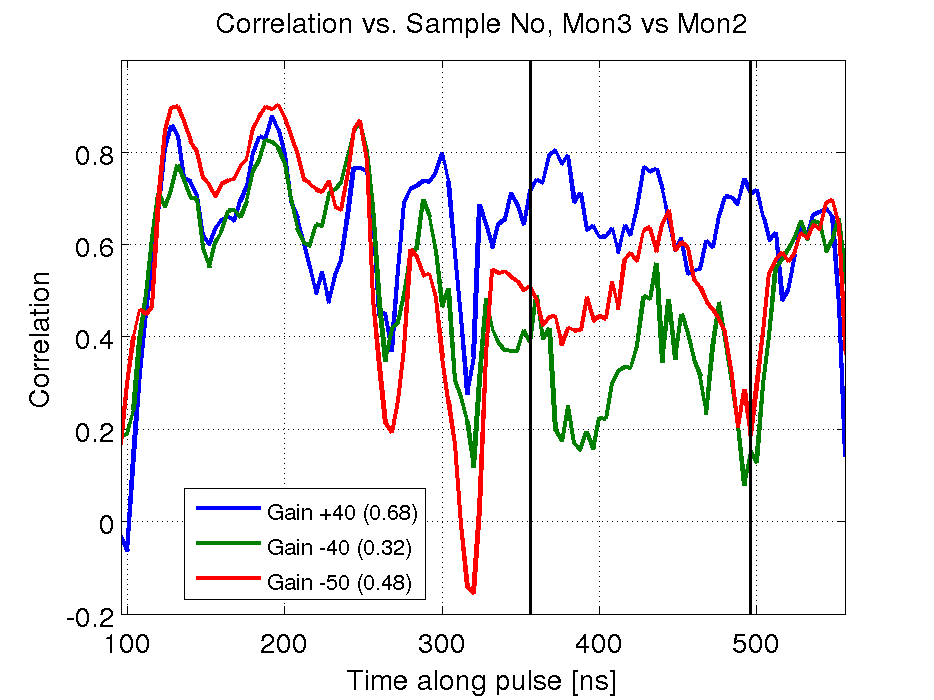 Correlation vs. Sample No, Mon3 vs Mon2
Correlation
0.8
0.6
0.4
0.2
0
-0.2
Gain +40 (0.68)
Gain -40 (0.32)
Gain -50 (0.48)
100 200 300 400 500
Time along pulse [ns]